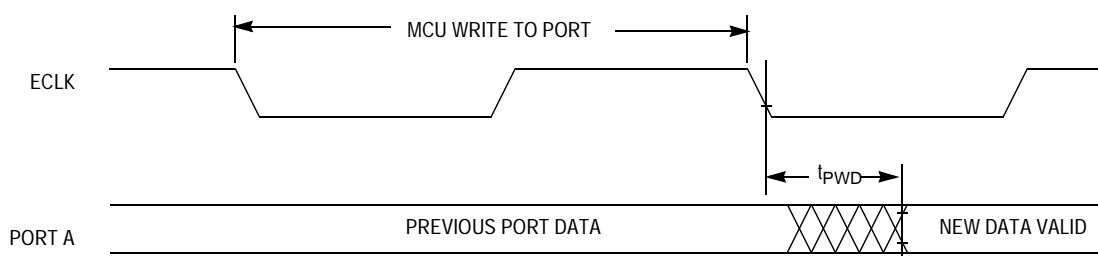 MCU WRITE TO PORT
ECLK
tPWD
PREVIOUS PORT DATA
NEW DATA VALID
PORT A